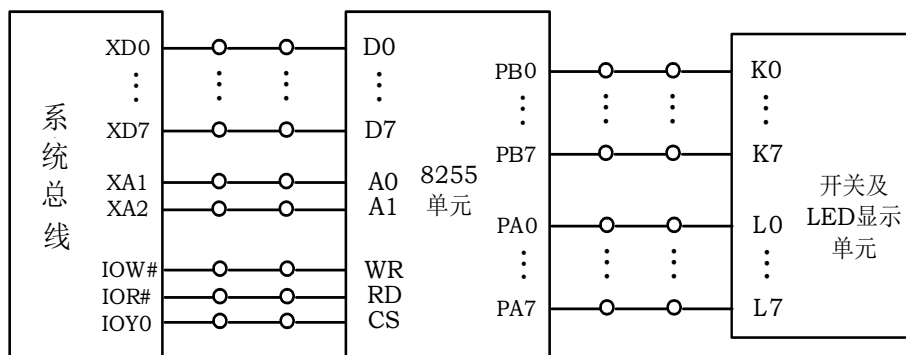 系统总线
XD0
⋮
XD7
XA1
XA2
IOW#
IOR#
IOY0
D0
⋮
D7
A0
A1
WR
RD
CS
8255
单元
PB0
⋮
PB7
PA0
⋮
PA7
K0
⋮
K7
L0
⋮
L7
开关及
LED显示
单元